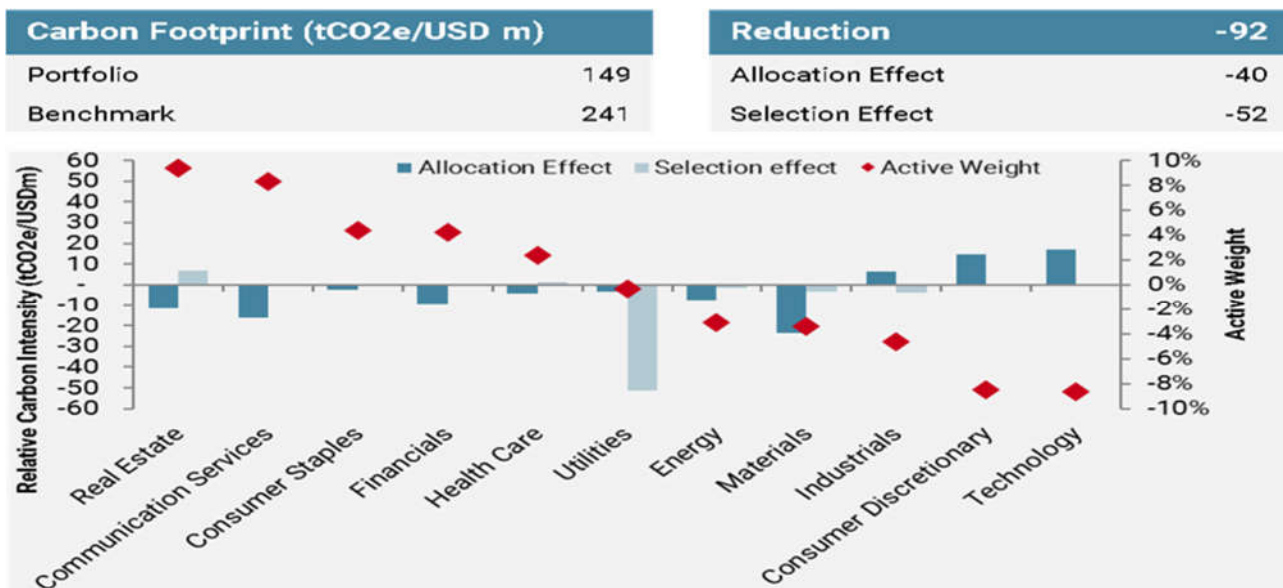 Carbon Footprint (tCO2e/USD m)
Portfolio 149
Benchmark 241
Reduction -92
Allocation Effect -40
Selection Effect -52
Allocation Effect Selection effect Active Weight
Relative Carbon Intensity (tCO2e/USDm)
60
50
40
30
20
10
-
-10
-20
-30
-40
-50
-60
10%
8%
6%
4%
2%
0%
-2%
-4%
-6%
-8%
-10%
Active Weight
Real Estate
Communication Services
Consumer Staples
Financials
Health Care
Utilities
Energy
Materials
Industrials
Consumer Discretionary
Technology